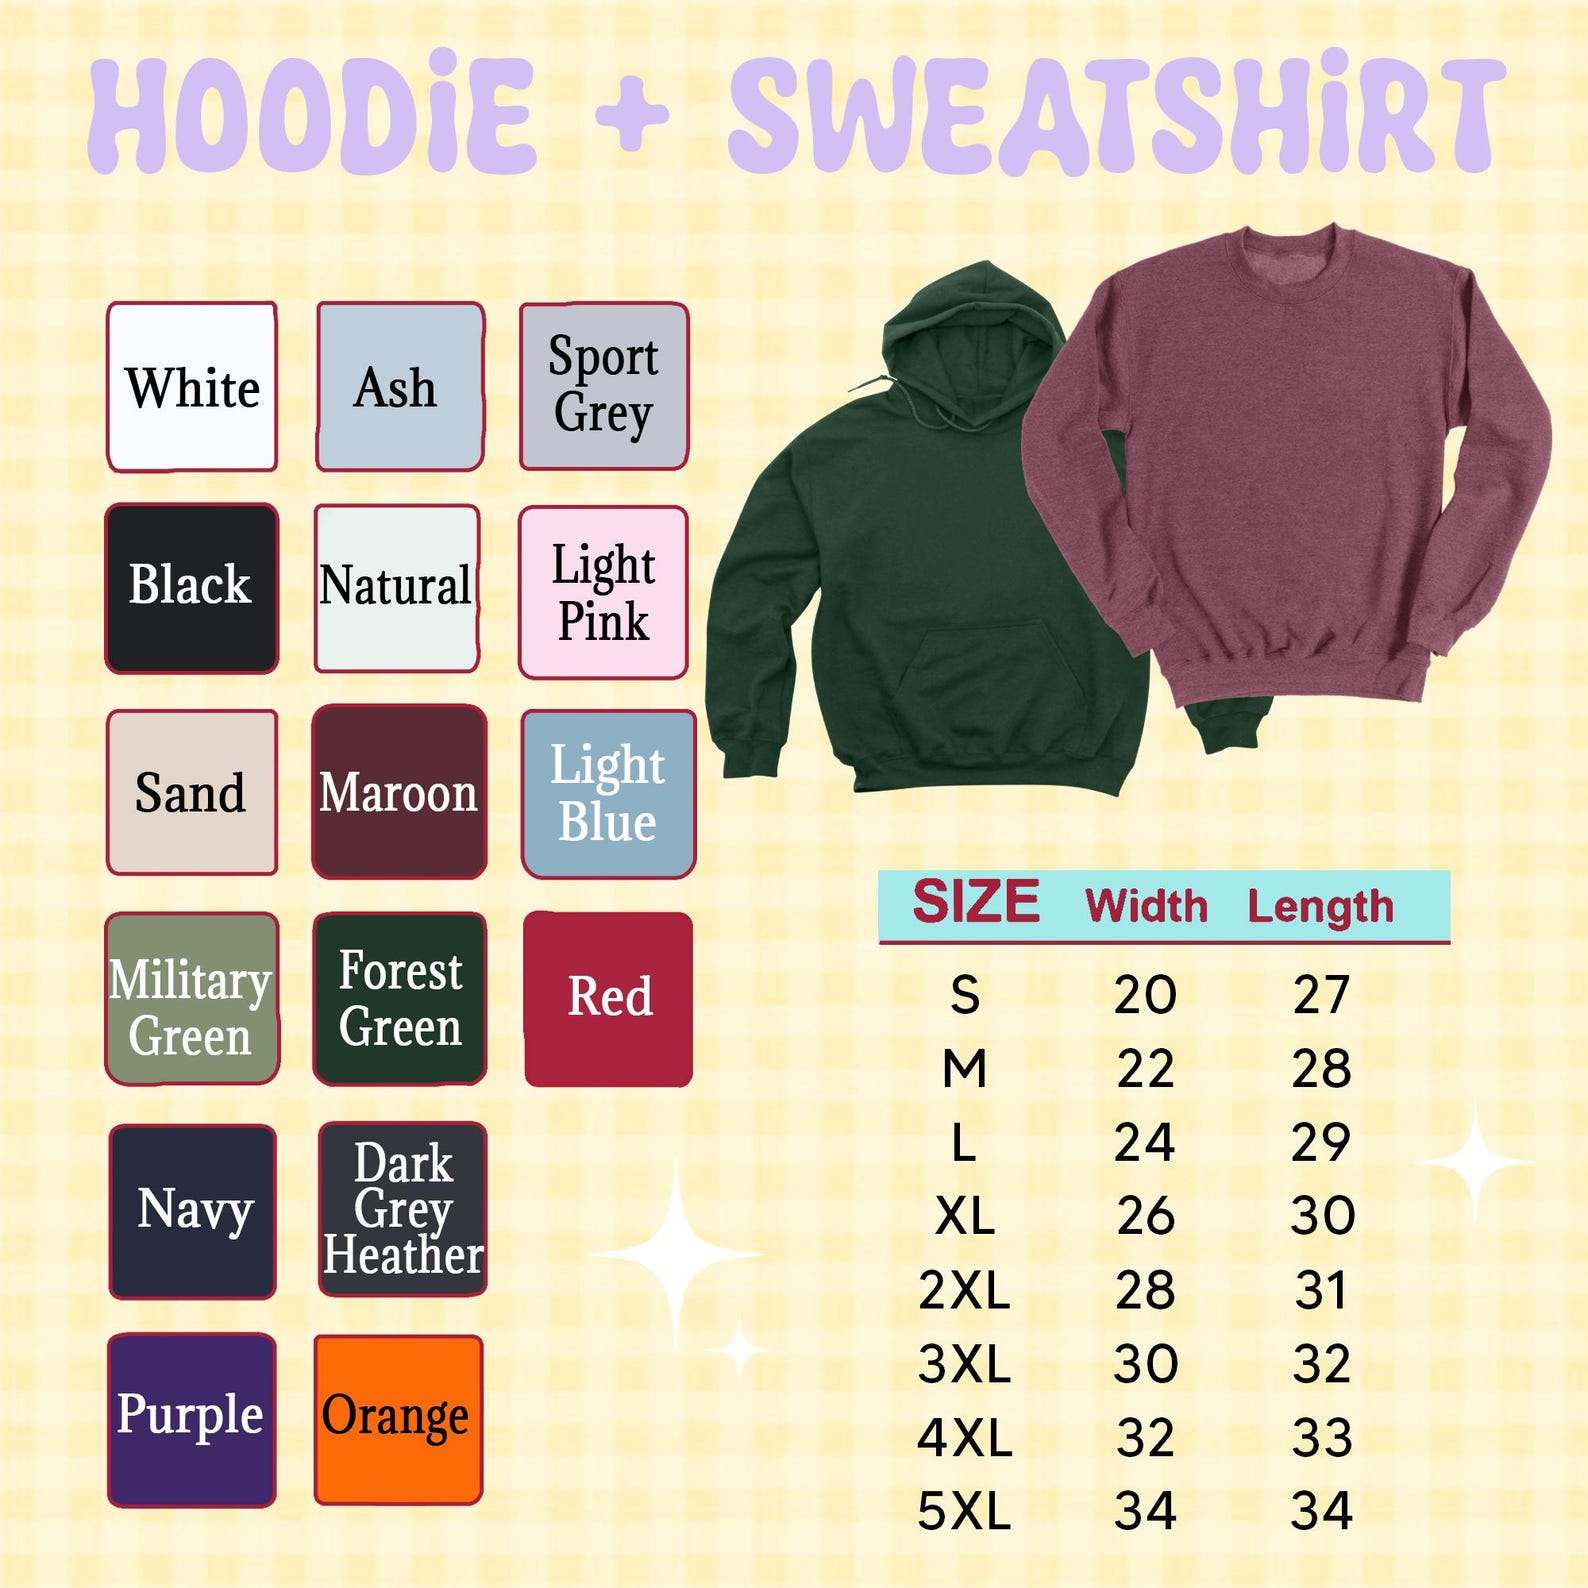 HOODiE + SWEATSHiRT
White
Ash
Sport
Grey
Black
Natural
Light
Pink
Sand
Maroon
Light
Blue
Military
Green
Forest
Green
Red
Navy
Dark
Grey
Heather
Purple
Orange
SIZE Width Length
S 20 27
M 22 28
L 24 29
XL 26 30
2XL 28 31
3XL 30 32
4XL 32 33
5XL 34 34